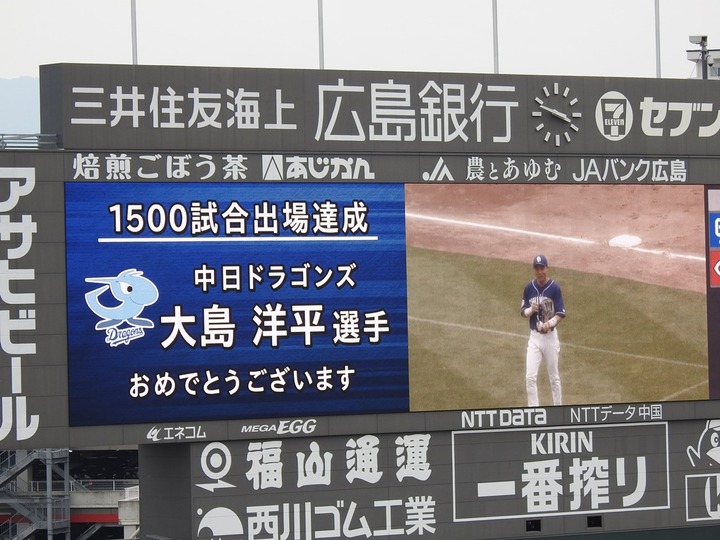 三井住友海上 広島銀行 7 ELEVEN セブン
焙煎ごぼう茶 あじかん JA 農とあゆむ JAバンク広島
アサヒビール
1500試合出場達成
中日ドラゴンズ
Dragons
大島 洋平選手
おめでとうございます
エネコム MEGA EGG NTT DATA NTTデータ中国
福山通運
西川ゴム工業
KIRIN
一番搾り